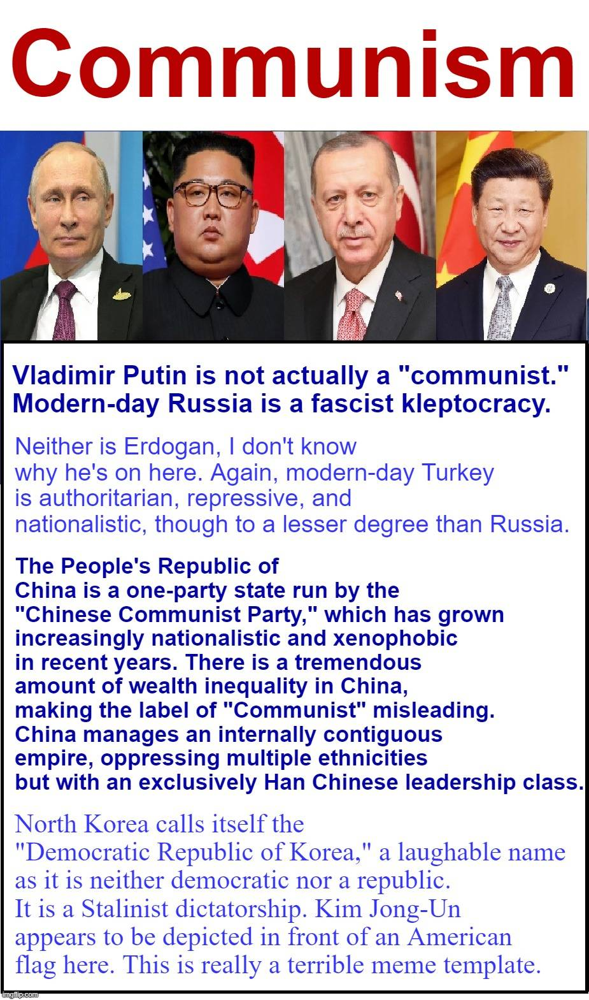 Communism
Vladimir Putin is not actually a "communist."
Modern-day Russia is a fascist kleptocracy.
Neither is Erdogan, I don't know
why he's on here. Again, modern-day Turkey
is authoritarian, repressive, and
nationalistic, though to a lesser degree than Russia.
The People's Republic of
China is a one-party state run by the
"Chinese Communist Party," which has grown
increasingly nationalistic and xenophobic
in recent years. There is a tremendous
amount of wealth inequality in China,
making the label of "Communist" misleading.
China manages an internally contiguous
empire, oppressing multiple ethnicities
but with an exclusively Han Chinese leadership class.
North Korea calls itself the
"Democratic Republic of Korea," a laughable name
as it is neither democratic nor a republic.
It is a Stalinist dictatorship. Kim Jong-Un
appears to be depicted in front of an American
flag here. This is really a terrible meme template.
imgflip.com